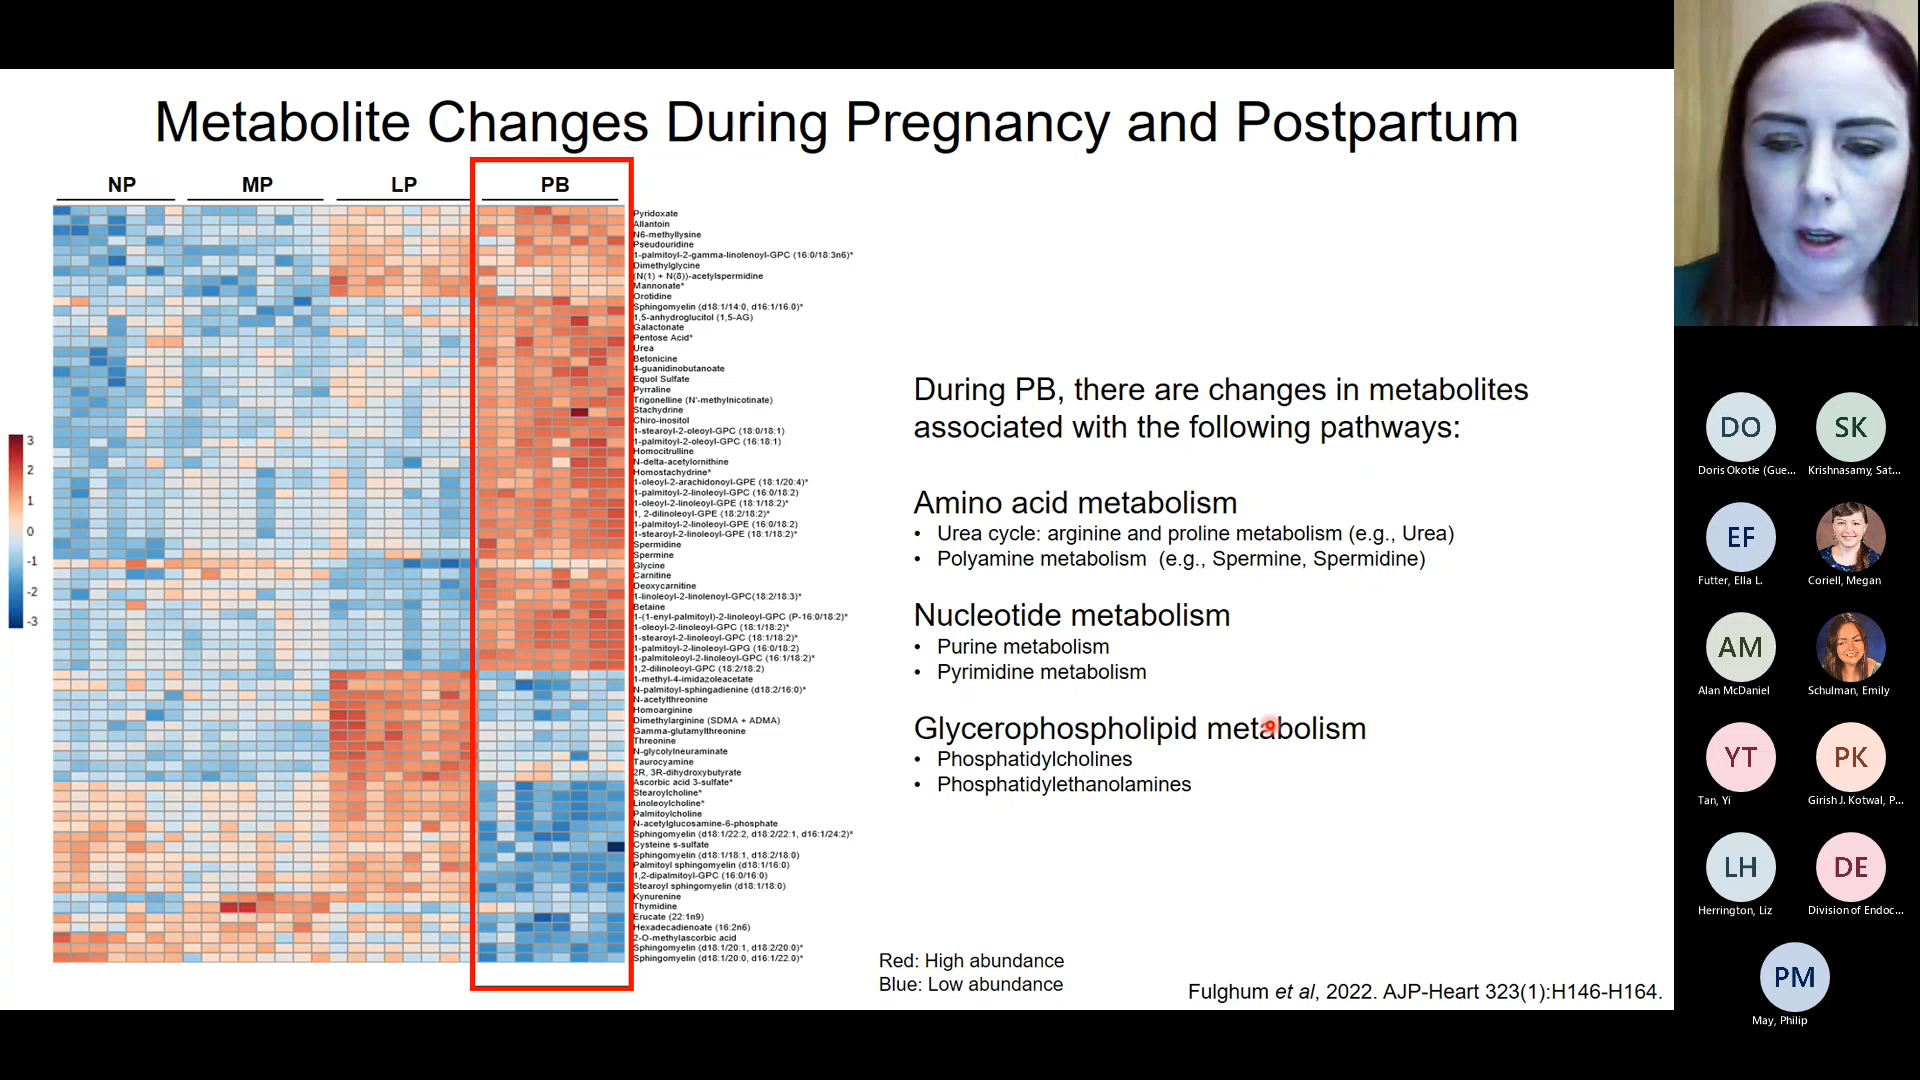 Metabolite Changes During Pregnancy and Postpartum
NP MP LP PB
Pyridoxate
Allantoin
N6-methyllysine
Pseudouridine
1-palmitoyl-2-gamma-linolenoyl-GPC (16:0/18:3n6)*
Dimethylglycine
(N(1) + N(8))-acetylspermidine
Mannonate*
Orotidine
Sphingomyelin (d18:1/14:0, d16:1/16.0)*
1,5-anhydroglucitol (1,5-AG)
Galactonate
Pentose Acid*
Urea
Betonicine
4-guanidinobutanoate
Equol Sulfate
Pyrraline
Trigonelline (N'-methylnicotinate)
Stachydrine
Chiro-inositol
1-stearoyl-2-oleoyl-GPC (18:0/18:1)
1-palmitoyl-2-oleoyl-GPC (16:18:1)
Homocitrulline
N-delta-acetylornithine
Homostachydrine*
1-oleoyl-2-arachidonoyl-GPE (18:1/20:4)*
1-palmitoyl-2-linoleoyl-GPC (16:0/18:2)
1-oleoyl-2-linoleoyl-GPE (18:1/18:2)*
1, 2-dilinoleoyl-GPE (18:2/18:2)*
1-palmitoyl-2-linoleoyl-GPE (16:0/18:2)
1-stearoyl-2-linoleoyl-GPE (18:1/18:2)*
Spermidine
Spermine
Glycine
Carnitine
Deoxycarnitine
1-linoleoyl-2-linolenoyl-GPC(18:2/18:3)*
Betaine
1-(1-enyl-palmitoyl)-2-linoleoyl-GPC (P-16:0/18:2)*
1-oleoyl-2-linoleoyl-GPC (18:1/18:2)*
1-stearoyl-2-linoleoyl-GPC (18:1/18:2)*
1-palmitoyl-2-linoleoyl-GPG (16:0/18:2)
1-palmitoleoyl-2-linoleoyl-GPC (16:1/18:2)*
1,2-dilinoleoyl-GPC (18:2/18:2)
1-methyl-4-imidazoleacetate
N-palmitoyl-sphingadienine (d18:2/16:0)*
N-acetylthreonine
Homoarginine
Dimethylarginine (SDMA + ADMA)
Gamma-glutamylthreonine
Threonine
N-glycolylneuraminate
Taurocyamine
2R, 3R-dihydroxybutyrate
Ascorbic acid 3-sulfate*
Stearoylcholine*
Linoleoylcholine*
Palmitoylcholine
N-acetylglucosamine-6-phosphate
Sphingomyelin (d18:1/22:2, d18:2/22:1, d16:1/24:2)*
Cysteine s-sulfate
Sphingomyelin (d18:1/18:1, d18:2/18:0)
Palmitoyl sphingomyelin (d18:1/16:0)
1,2-dipalmitoyl-GPC (16:0/16:0)
Stearoyl sphingomyelin (d18:1/18:0)
Kynurenine
Thymidine
Erucate (22:1n9)
Hexadecadienoate (16:2n6)
2-O-methylascorbic acid
Sphingomyelin (d18:1/20:1, d18:2/20:0)*
Sphingomyelin (d18:1/20:0, d16:1/22.0)*
3
2
1
0
-1
-2
-3
During PB, there are changes in metabolites
associated with the following pathways:
Amino acid metabolism
• Urea cycle: arginine and proline metabolism (e.g., Urea)
• Polyamine metabolism (e.g., Spermine, Spermidine)
Nucleotide metabolism
• Purine metabolism
• Pyrimidine metabolism
Glycerophospholipid metabolism
• Phosphatidylcholines
• Phosphatidylethanolamines
Red: High abundance
Blue: Low abundance
Fulghum et al, 2022. AJP-Heart 323(1):H146-H164.
DO SK
Doris Okotie (Gue... Krishnasamy, Sat...
EF
Futter, Ella L. Coriell, Megan
AM
Alan McDaniel Schulman, Emily
YT PK
Tan, Yi Girish J. Kotwal, P...
LH DE
Herrington, Liz Division of Endoc...
PM
May, Philip